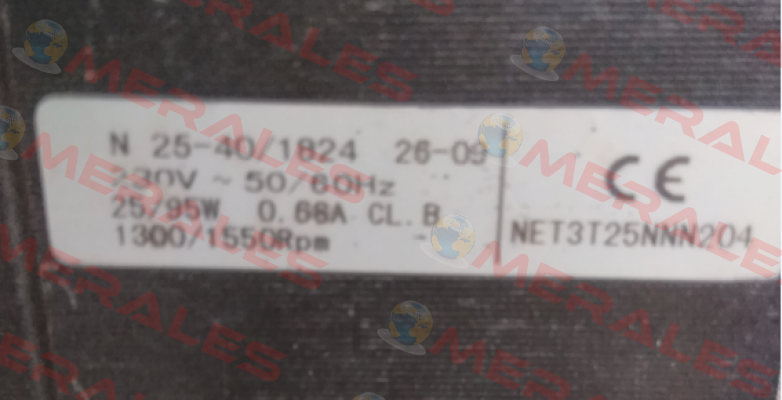 N 25-40/1824 26-09
230V ~ 50/60Hz
25/95W 0.68A CL.B
1300/1550Rpm -
CE
NET3T25NNN204
MERALES
MERALES
MERALES
MERALES
MERALES
MERALES